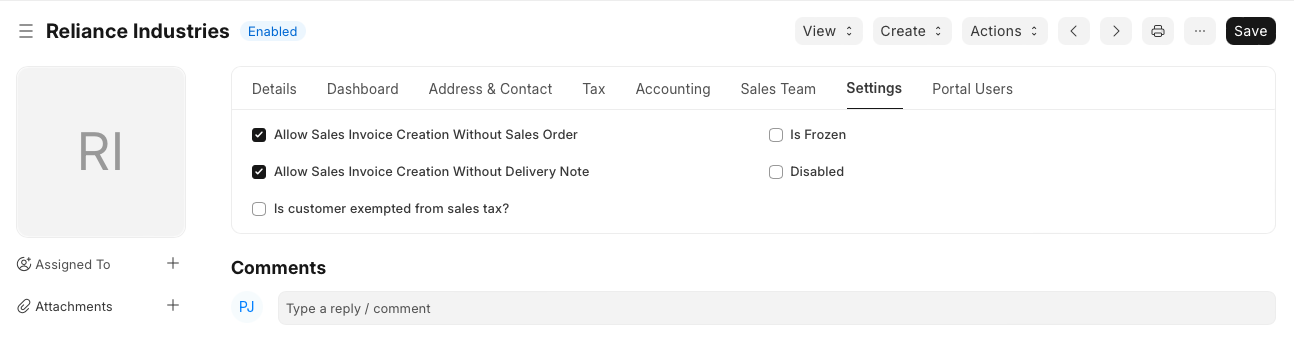 Reliance Industries Enabled View Create Actions ... Save
RI
Details Dashboard Address & Contact Tax Accounting Sales Team Settings Portal Users
Allow Sales Invoice Creation Without Sales Order Is Frozen
Allow Sales Invoice Creation Without Delivery Note Disabled
Is customer exempted from sales tax?
Assigned To +
Attachments +
Comments
PJ Type a reply / comment